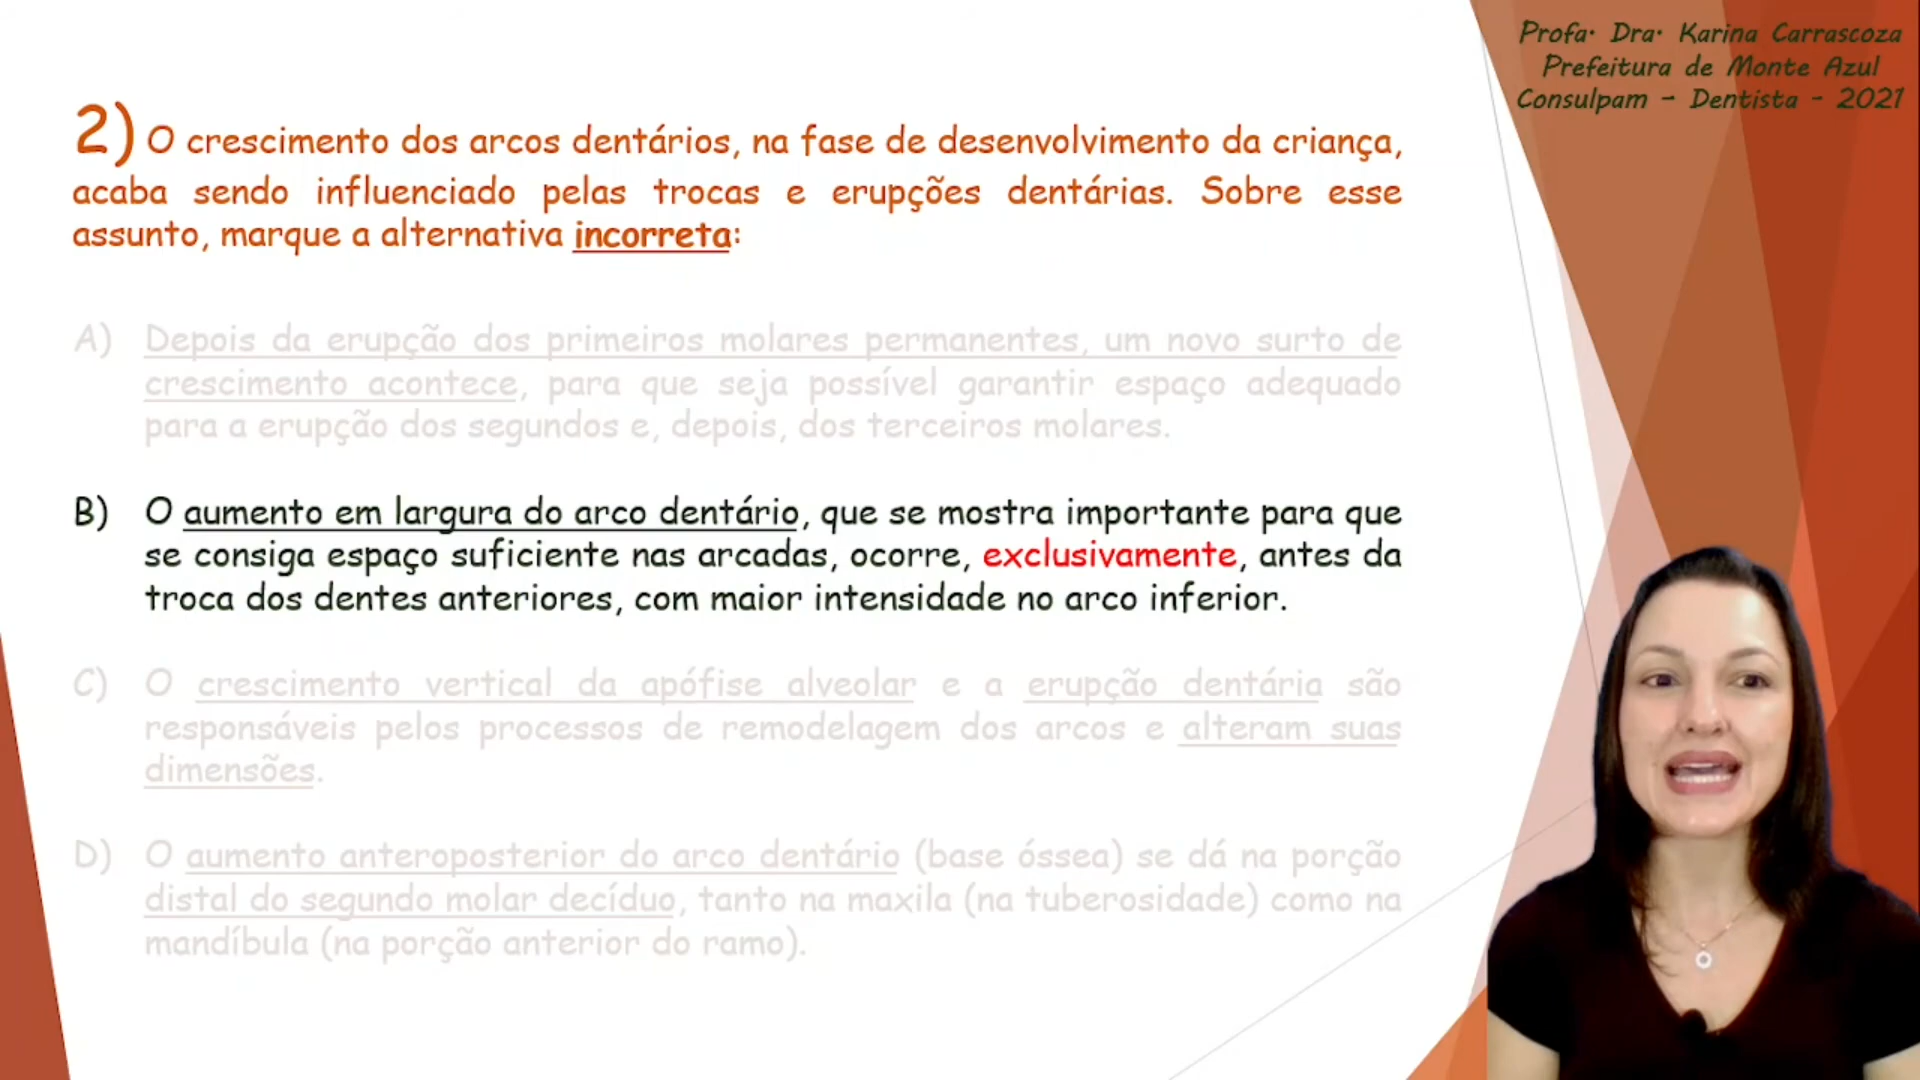 Profa. Dra. Karina Carrascoza
Prefeitura de Monte Azul
Consulpam - Dentista - 2021
2) O crescimento dos arcos dentários, na fase de desenvolvimento da criança,
acaba sendo influenciado pelas trocas e erupções dentárias. Sobre esse
assunto, marque a alternativa incorreta:
A) Depois da erupção dos primeiros molares permanentes, um novo surto de
crescimento acontece, para que seja possível garantir espaço adequado
para a erupção dos segundos e, depois, dos terceiros molares.
B) O aumento em largura do arco dentário, que se mostra importante para que
se consiga espaço suficiente nas arcadas, ocorre, exclusivamente, antes da
troca dos dentes anteriores, com maior intensidade no arco inferior.
C) O crescimento vertical da apófise alveolar e a erupção dentária são
responsáveis pelos processos de remodelagem dos arcos e alteram suas
dimensões.
D) O aumento anteroposterior do arco dentário (base óssea) se dá na porção
distal do segundo molar decíduo, tanto na maxila (na tuberosidade) como na
mandíbula (na porção anterior do ramo).